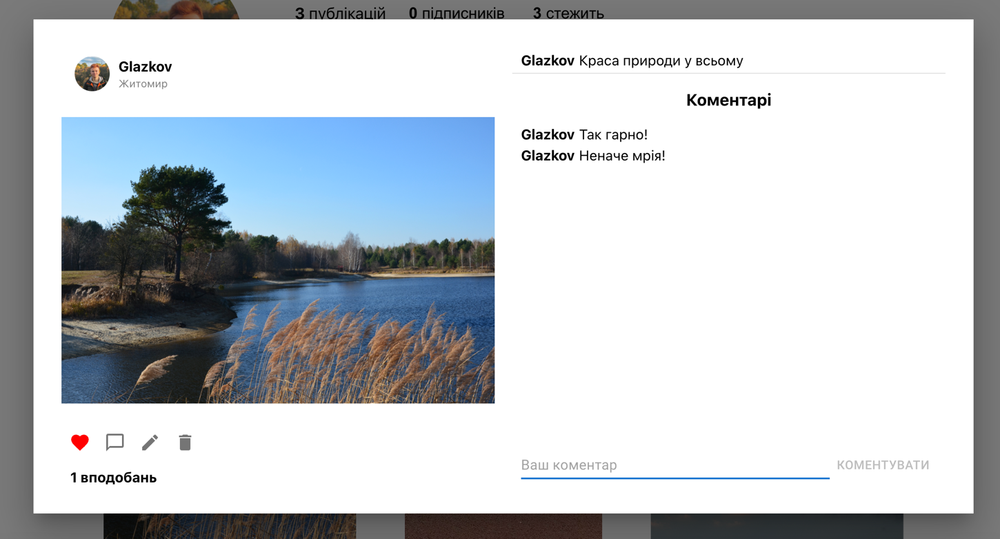 3 публікацій 0 підписників 3 стежить
Glazkov
Житомир
1 вподобань
Glazkov Краса природи у всьому
Коментарі
Glazkov Так гарно!
Glazkov Неначе мрія!
Ваш коментар КОМЕНТУВАТИ